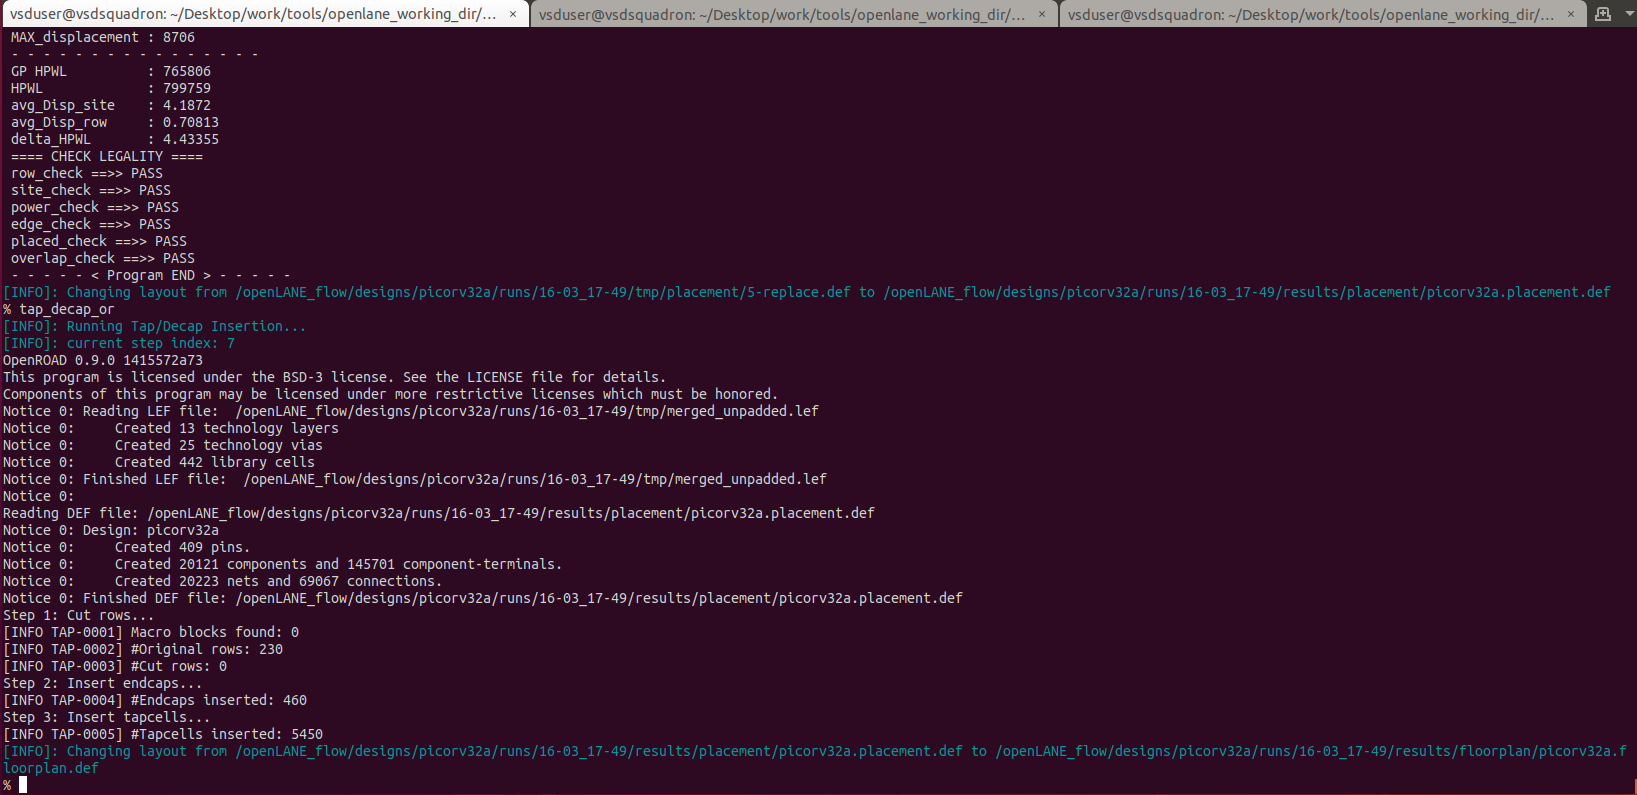 vsduser@vsdsquadron: ~/Desktop/work/tools/openlane_working_dir/... × vsduser@vsdsquadron: ~/Desktop/work/tools/openlane_working_dir/... × vsduser@vsdsquadron: ~/Desktop/work/tools/openlane_working_dir/... ×
MAX_displacement : 8706
- - - - - - - - - - - - - - - -
GP HPWL          : 765806
HPWL             : 799759
avg_Disp_site    : 4.1872
avg_Disp_row     : 0.70813
delta_HPWL       : 4.43355
==== CHECK LEGALITY ====
row_check ==>> PASS
site_check ==>> PASS
power_check ==>> PASS
edge_check ==>> PASS
placed_check ==>> PASS
overlap_check ==>> PASS
- - - - - < Program END > - - - - -
[INFO]: Changing layout from /openLANE_flow/designs/picorv32a/runs/16-03_17-49/tmp/placement/5-replace.def to /openLANE_flow/designs/picorv32a/runs/16-03_17-49/results/placement/picorv32a.placement.def
% tap_decap_or
[INFO]: Running Tap/Decap Insertion...
[INFO]: current step index: 7
OpenROAD 0.9.0 1415572a73
This program is licensed under the BSD-3 license. See the LICENSE file for details.
Components of this program may be licensed under more restrictive licenses which must be honored.
Notice 0: Reading LEF file:  /openLANE_flow/designs/picorv32a/runs/16-03_17-49/tmp/merged_unpadded.lef
Notice 0:     Created 13 technology layers
Notice 0:     Created 25 technology vias
Notice 0:     Created 442 library cells
Notice 0: Finished LEF file:  /openLANE_flow/designs/picorv32a/runs/16-03_17-49/tmp/merged_unpadded.lef
Notice 0:
Reading DEF file: /openLANE_flow/designs/picorv32a/runs/16-03_17-49/results/placement/picorv32a.placement.def
Notice 0: Design: picorv32a
Notice 0:     Created 409 pins.
Notice 0:     Created 20121 components and 145701 component-terminals.
Notice 0:     Created 20223 nets and 69067 connections.
Notice 0: Finished DEF file: /openLANE_flow/designs/picorv32a/runs/16-03_17-49/results/placement/picorv32a.placement.def
Step 1: Cut rows...
[INFO TAP-0001] Macro blocks found: 0
[INFO TAP-0002] #Original rows: 230
[INFO TAP-0003] #Cut rows: 0
Step 2: Insert endcaps...
[INFO TAP-0004] #Endcaps inserted: 460
Step 3: Insert tapcells...
[INFO TAP-0005] #Tapcells inserted: 5450
[INFO]: Changing layout from /openLANE_flow/designs/picorv32a/runs/16-03_17-49/results/placement/picorv32a.placement.def to /openLANE_flow/designs/picorv32a/runs/16-03_17-49/results/floorplan/picorv32a.f
loorplan.def
%